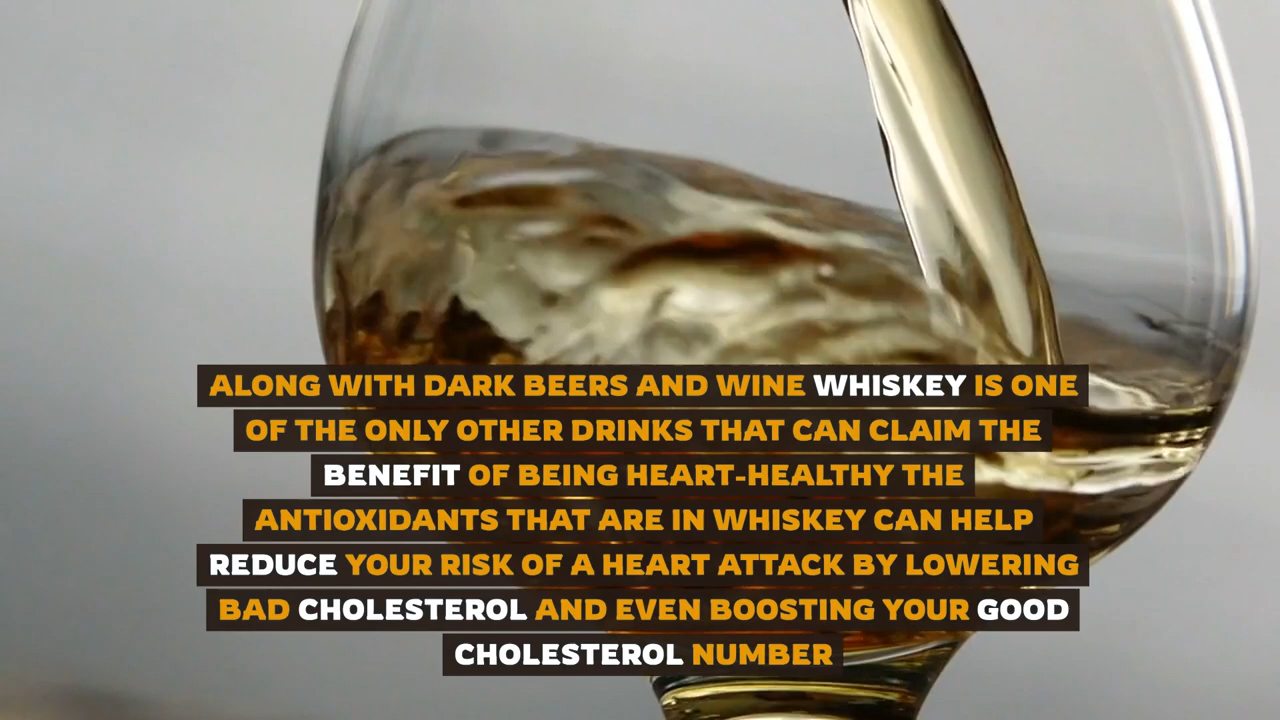 ALONG WITH DARK BEERS AND WINE WHISKEY IS ONE
OF THE ONLY OTHER DRINKS THAT CAN CLAIM THE
BENEFIT OF BEING HEART-HEALTHY THE
ANTIOXIDANTS THAT ARE IN WHISKEY CAN HELP
REDUCE YOUR RISK OF A HEART ATTACK BY LOWERING
BAD CHOLESTEROL AND EVEN BOOSTING YOUR GOOD
CHOLESTEROL NUMBER